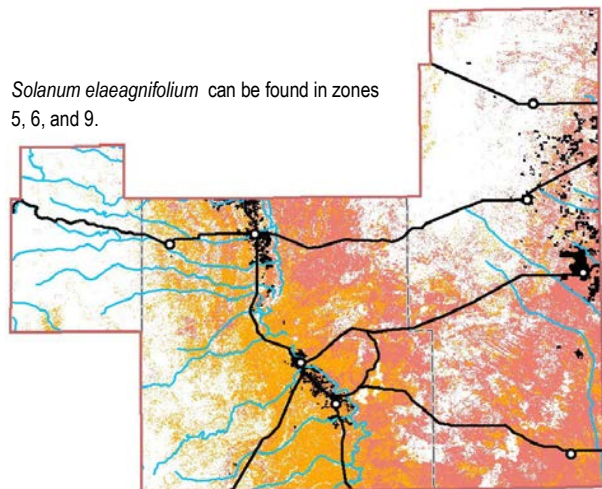 Solanum elaeagnifolium can be found in zones
5, 6, and 9.